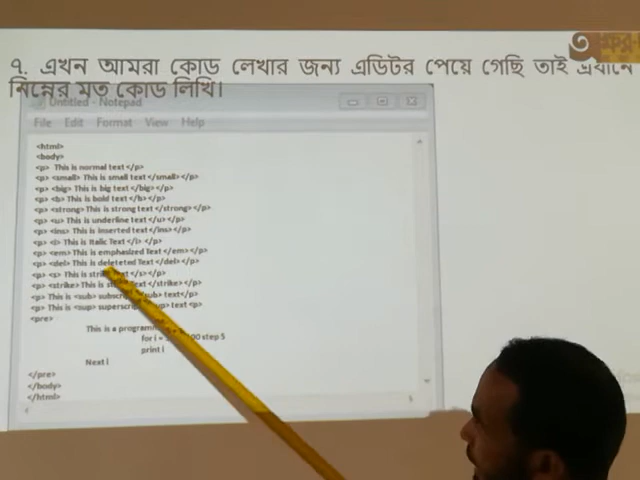 ৭. এখন আমরা কোড লেখার জন্য এডিটর পেয়ে গেছি তাই এখানে
নিম্নের মত কোড লিখি।
Untitled - Notepad
File Edit Format View Help
<html>
<body>
<p> This is normal text </p>
<p> <small> This is small text </small> </p>
<p> <big> This is big text </big> </p>
<p> <b> This is bold text </b> </p>
<p> <strong> This is strong text </strong> </p>
<p> <u> This is underline text </u> </p>
<p> <ins> This is inserted text </ins> </p>
<p> <i> This is Italic Text </i> </p>
<p> <em> This is emphasized Text </em> </p>
<p> <del> This is deleteted Text </del> </p>
<p> <s> This is strike Text </s> </p>
<p> <strike> This is Text </strike> </p>
<p> This is <sub> </sub> text</p>
<p> This is <sup> text <p>
<pre>
This is a
for i = 00 step 5
print i
Next i
</pre>
</body>
</html>